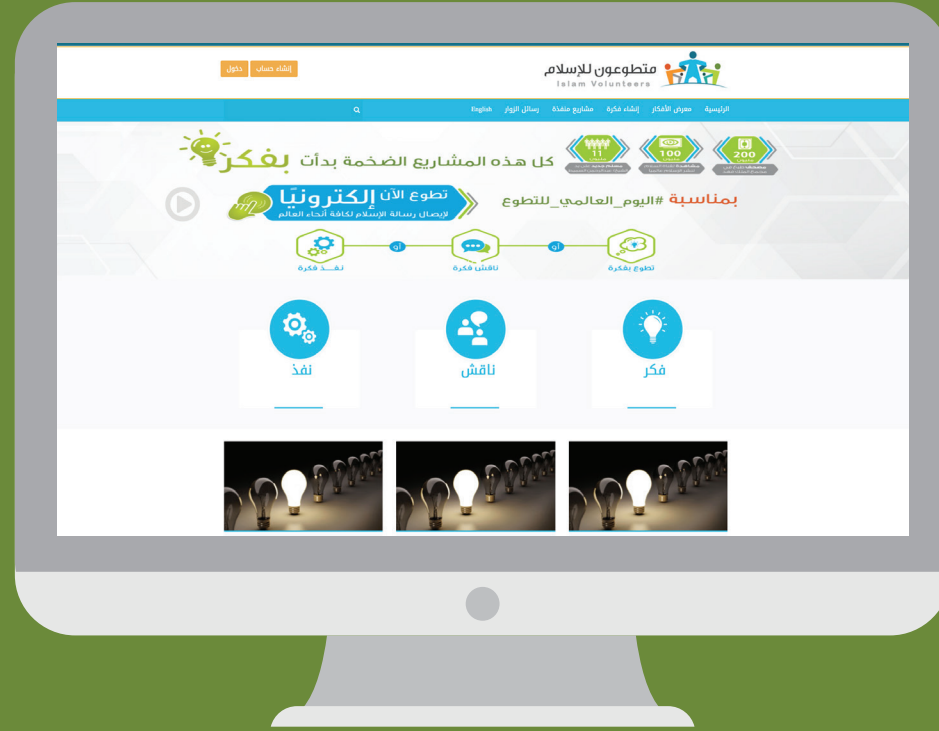 متطوعون للإسلام
Islam Volunteers
إنشاء حساب
دخول
الرئيسية معرض الأفكار إنشاء فكرة مشاريع منفذة رسائل الزوار English
200
100
11
كل هذه المشاريع الضخمة بدأت بفكرة
بمناسبة #اليوم_العالمي_للتطوع
تطوع الآن إلكترونيًا
لإيصال رسالة الإسلام لكافة أنحاء العالم
تطوع بفكرة
أو
ناقش فكرة
أو
نفـــذ فكرة
فكر
ناقش
نفذ